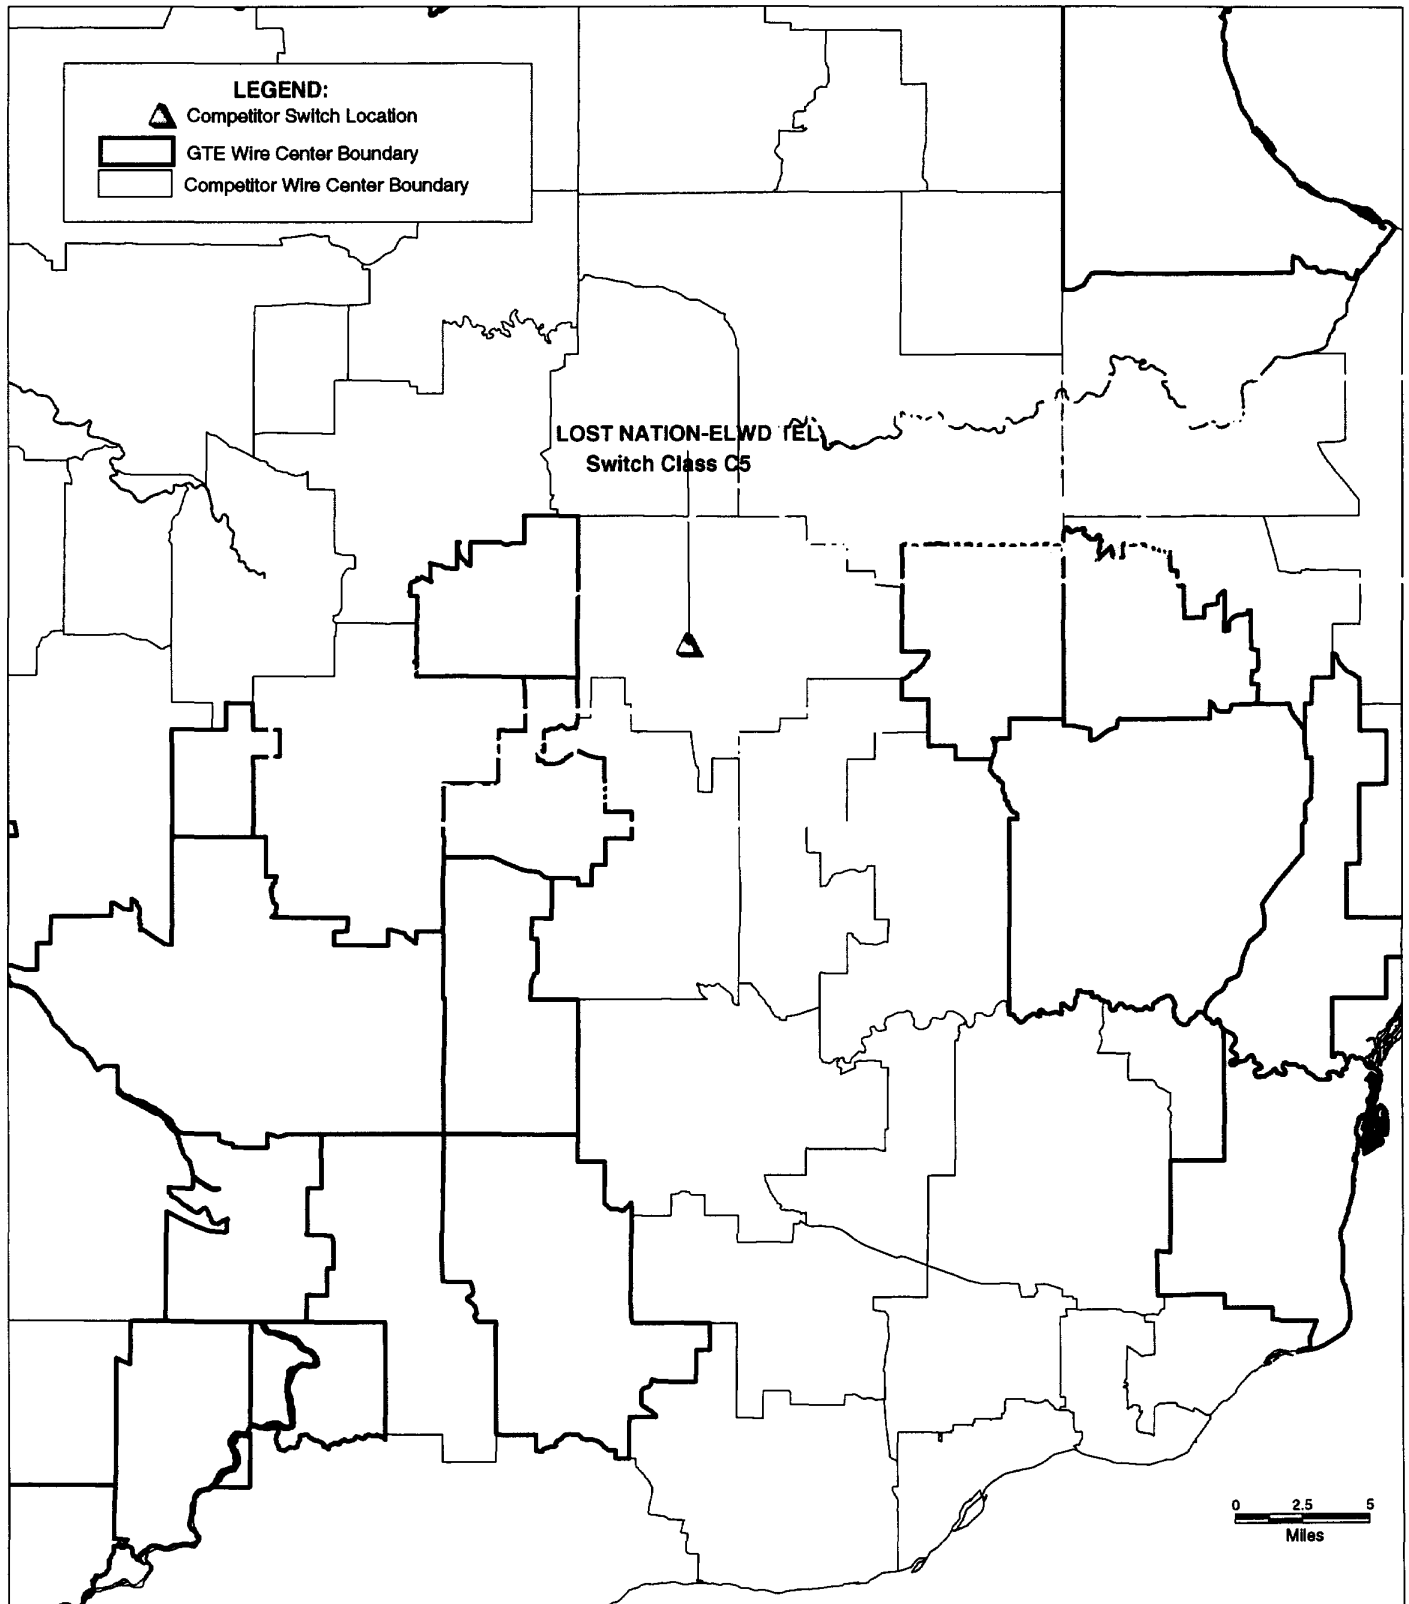 LEGEND:
Competitor Switch Location
GTE Wire Center Boundary
Competitor Wire Center Boundary
LOST NATION-ELWD TEL
Switch Class C5
0 2.5 5
Miles